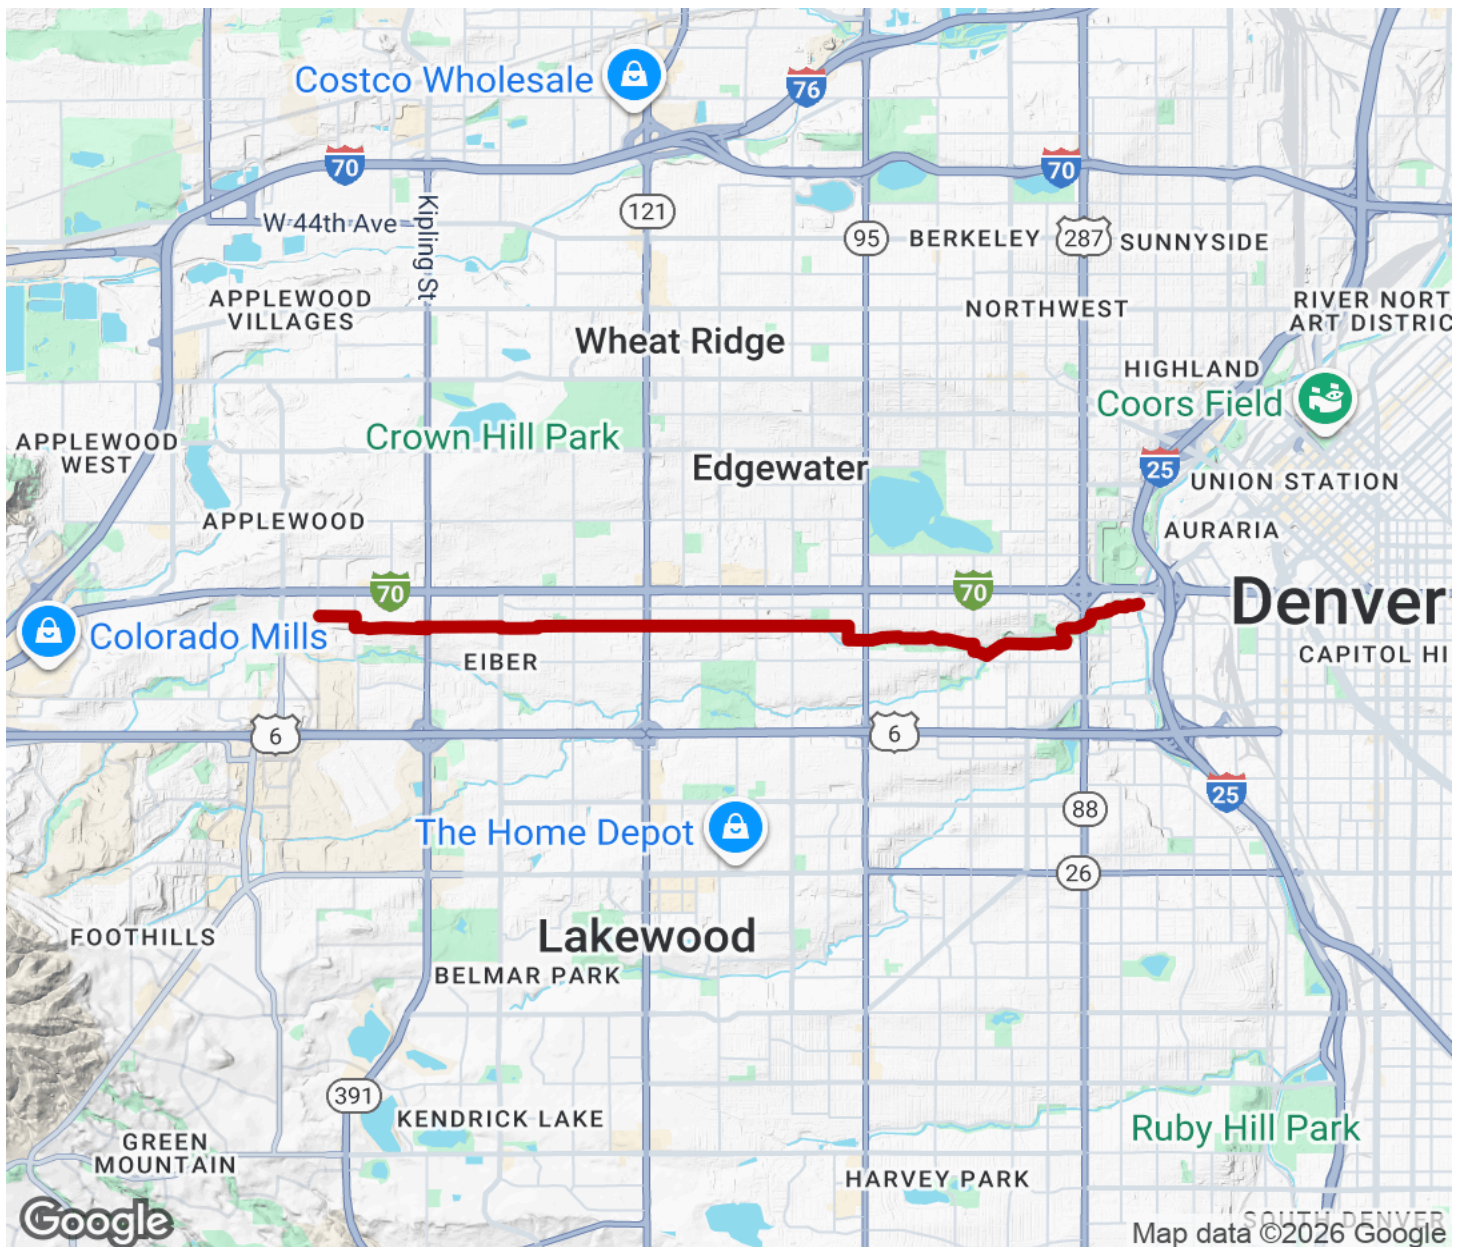 Costco Wholesale
76
70
70
W 44th Ave
Kipling St
121
95
BERKELEY
287
SUNNYSIDE
APPLEWOOD
VILLAGES
NORTHWEST
RIVER NORT
ART DISTRIC
Wheat Ridge
HIGHLAND
Coors Field
Crown Hill Park
APPLEWOOD
WEST
Edgewater
25
UNION STATION
APPLEWOOD
AURARIA
70
70
Denver
Colorado Mills
EIBER
CAPITOL HI
6
6
25
88
The Home Depot
26
FOOTHILLS
Lakewood
BELMAR PARK
391
KENDRICK LAKE
Ruby Hill Park
GREEN
MOUNTAIN
HARVEY PARK
SOUTH DENVER
Google
Map data ©2026 Google